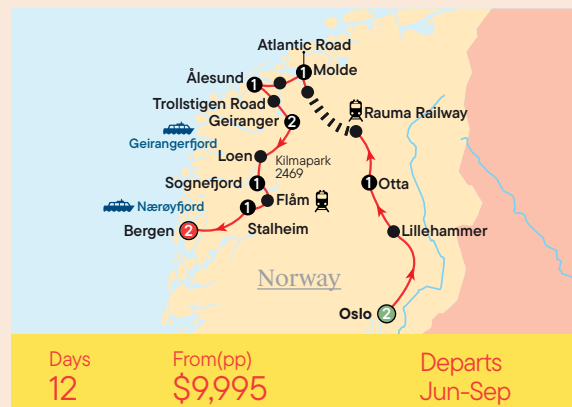 Atlantic Road
1 Molde
Ålesund 1
Trollstigen Road
Rauma Railway
Geiranger 2
Geirangerfjord
Loen
Kilmapark
2469
Sognefjord 1
1 Otta
Nærøyfjord
Flåm
1
Stalheim
Bergen 2
Lillehammer
Norway
Oslo 2
Days
12
From(pp)
$9,995
Departs
Jun-Sep